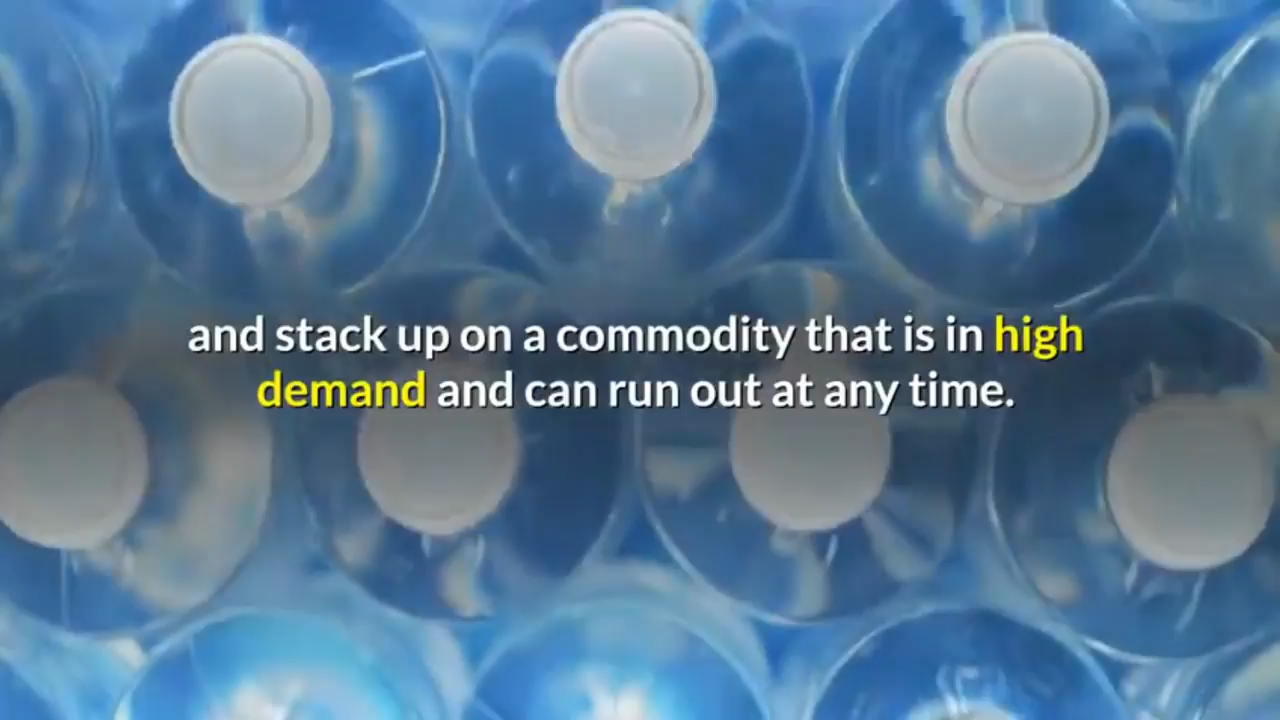 and stack up on a commodity that is in high
demand and can run out at any time.